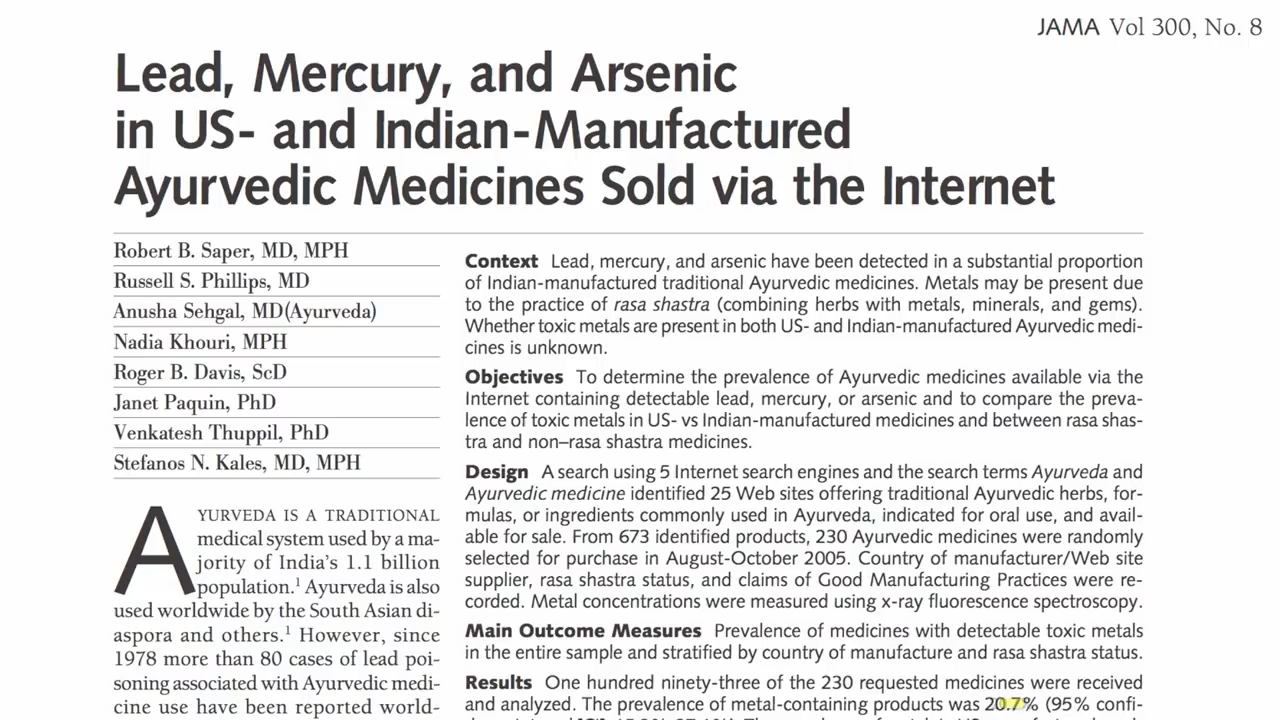 JAMA Vol 300, No. 8
Lead, Mercury, and Arsenic
in US- and Indian-Manufactured
Ayurvedic Medicines Sold via the Internet
Robert B. Saper, MD, MPH
Russell S. Phillips, MD
Anusha Sehgal, MD(Ayurveda)
Nadia Khouri, MPH
Roger B. Davis, ScD
Janet Paquin, PhD
Venkatesh Thuppil, PhD
Stefanos N. Kales, MD, MPH
AYURVEDA IS A TRADITIONAL
medical system used by a ma-
jority of India's 1.1 billion
population.1 Ayurveda is also
used worldwide by the South Asian di-
aspora and others.1 However, since
1978 more than 80 cases of lead poi-
soning associated with Ayurvedic medi-
cine use have been reported world-
Context Lead, mercury, and arsenic have been detected in a substantial proportion
of Indian-manufactured traditional Ayurvedic medicines. Metals may be present due
to the practice of rasa shastra (combining herbs with metals, minerals, and gems).
Whether toxic metals are present in both US- and Indian-manufactured Ayurvedic medi-
cines is unknown.
Objectives To determine the prevalence of Ayurvedic medicines available via the
Internet containing detectable lead, mercury, or arsenic and to compare the preva-
lence of toxic metals in US- vs Indian-manufactured medicines and between rasa shas-
tra and non–rasa shastra medicines.
Design A search using 5 Internet search engines and the search terms Ayurveda and
Ayurvedic medicine identified 25 Web sites offering traditional Ayurvedic herbs, for-
mulas, or ingredients commonly used in Ayurveda, indicated for oral use, and avail-
able for sale. From 673 identified products, 230 Ayurvedic medicines were randomly
selected for purchase in August-October 2005. Country of manufacturer/Web site
supplier, rasa shastra status, and claims of Good Manufacturing Practices were re-
corded. Metal concentrations were measured using x-ray fluorescence spectroscopy.
Main Outcome Measures Prevalence of medicines with detectable toxic metals
in the entire sample and stratified by country of manufacture and rasa shastra status.
Results One hundred ninety-three of the 230 requested medicines were received
and analyzed. The prevalence of metal-containing products was 20.7% (95% confi-